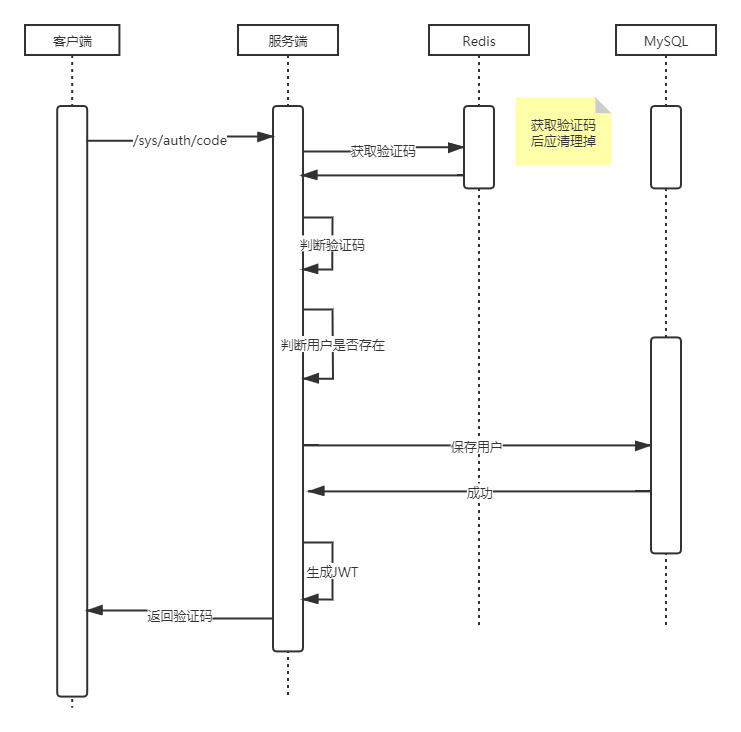 客户端
服务端
Redis
MySQL
获取验证码
后应清理掉
/sys/auth/code
获取验证码
判断验证码
判断用户是否存在
保存用户
成功
生成JWT
返回验证码